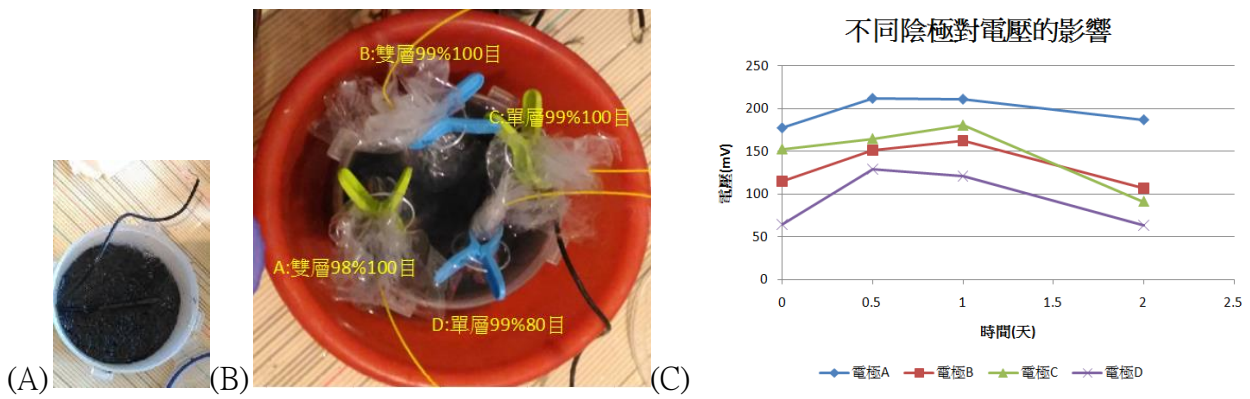 (A)
(B)
B:雙層99%100目
C:單層99%100目
A:雙層98%100目
D:單層99%80目
(C)
不同陰極對電壓的影響
電壓(mV)
250
200
150
100
50
0
0
0.5
1
1.5
2
2.5
時間(天)
電極A
電極B
電極C
電極D